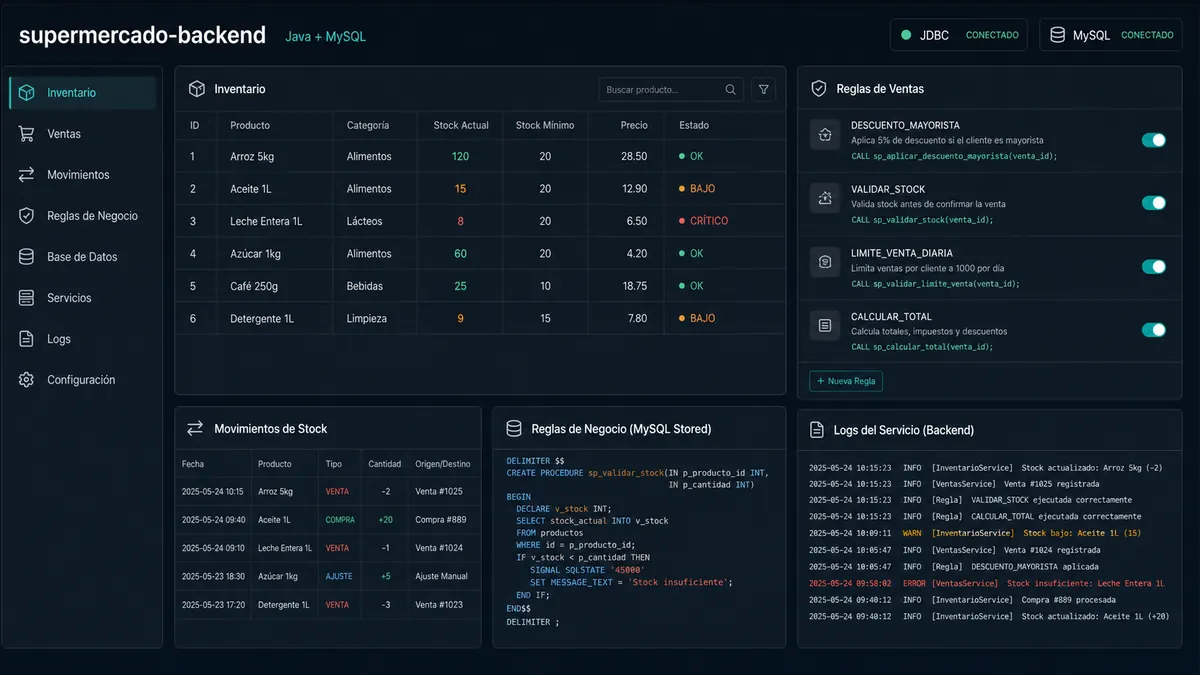 supermercado-backend
Java + MySQL
JDBC CONECTADO
MySQL CONECTADO
Inventario
Ventas
Movimientos
Reglas de Negocio
Base de Datos
Servicios
Logs
Configuración
Inventario
Buscar producto...
ID Producto Categoría Stock Actual Stock Mínimo Precio Estado
1 Arroz 5kg Alimentos 120 20 28.50 OK
2 Aceite 1L Alimentos 15 20 12.90 BAJO
3 Leche Entera 1L Lácteos 8 20 6.50 CRÍTICO
4 Azúcar 1kg Alimentos 60 20 4.20 OK
5 Café 250g Bebidas 25 10 18.75 OK
6 Detergente 1L Limpieza 9 15 7.80 BAJO
Reglas de Ventas
DESCUENTO_MAYORISTA
Aplica 5% de descuento si el cliente es mayorista
CALL sp_aplicar_descuento_mayorista(venta_id);
VALIDAR_STOCK
Valida stock antes de confirmar la venta
CALL sp_validar_stock(venta_id);
LIMITE_VENTA_DIARIA
Limita ventas por cliente a 1000 por día
CALL sp_validar_limite_venta(venta_id);
CALCULAR_TOTAL
Calcula totales, impuestos y descuentos
CALL sp_calcular_total(venta_id);
+ Nueva Regla
Movimientos de Stock
Fecha Producto Tipo Cantidad Origen/Destino
2025-05-24 10:15 Arroz 5kg VENTA -2 Venta #1025
2025-05-24 09:40 Aceite 1L COMPRA +20 Compra #889
2025-05-24 09:10 Leche Entera 1L VENTA -1 Venta #1024
2025-05-23 18:30 Azúcar 1kg AJUSTE +5 Ajuste Manual
2025-05-23 17:20 Detergente 1L VENTA -3 Venta #1023
Reglas de Negocio (MySQL Stored)
DELIMITER $$
CREATE PROCEDURE sp_validar_stock(IN p_producto_id INT,
IN p_cantidad INT)
BEGIN
DECLARE v_stock INT;
SELECT stock_actual INTO v_stock
FROM productos
WHERE id = p_producto_id;
IF v_stock < p_cantidad THEN
SIGNAL SQLSTATE '45000'
SET MESSAGE_TEXT = 'Stock insuficiente';
END IF;
END$$
DELIMITER ;
Logs del Servicio (Backend)
2025-05-24 10:15:23 INFO [InventarioService] Stock actualizado: Arroz 5kg (-2)
2025-05-24 10:15:23 INFO [VentasService] Venta #1025 registrada
2025-05-24 10:15:23 INFO [Regla] VALIDAR_STOCK ejecutada correctamente
2025-05-24 10:15:23 INFO [Regla] CALCULAR_TOTAL ejecutada correctamente
2025-05-24 10:09:11 WARN [InventarioService] Stock bajo: Aceite 1L (15)
2025-05-24 10:05:47 INFO [VentasService] Venta #1024 registrada
2025-05-24 10:05:47 INFO [Regla] DESCUENTO_MAYORISTA aplicada
2025-05-24 09:58:02 ERROR [VentasService] Stock insuficiente: Leche Entera 1L
2025-05-24 09:40:12 INFO [InventarioService] Compra #889 procesada
2025-05-24 09:40:12 INFO [InventarioService] Stock actualizado: Aceite 1L (+20)